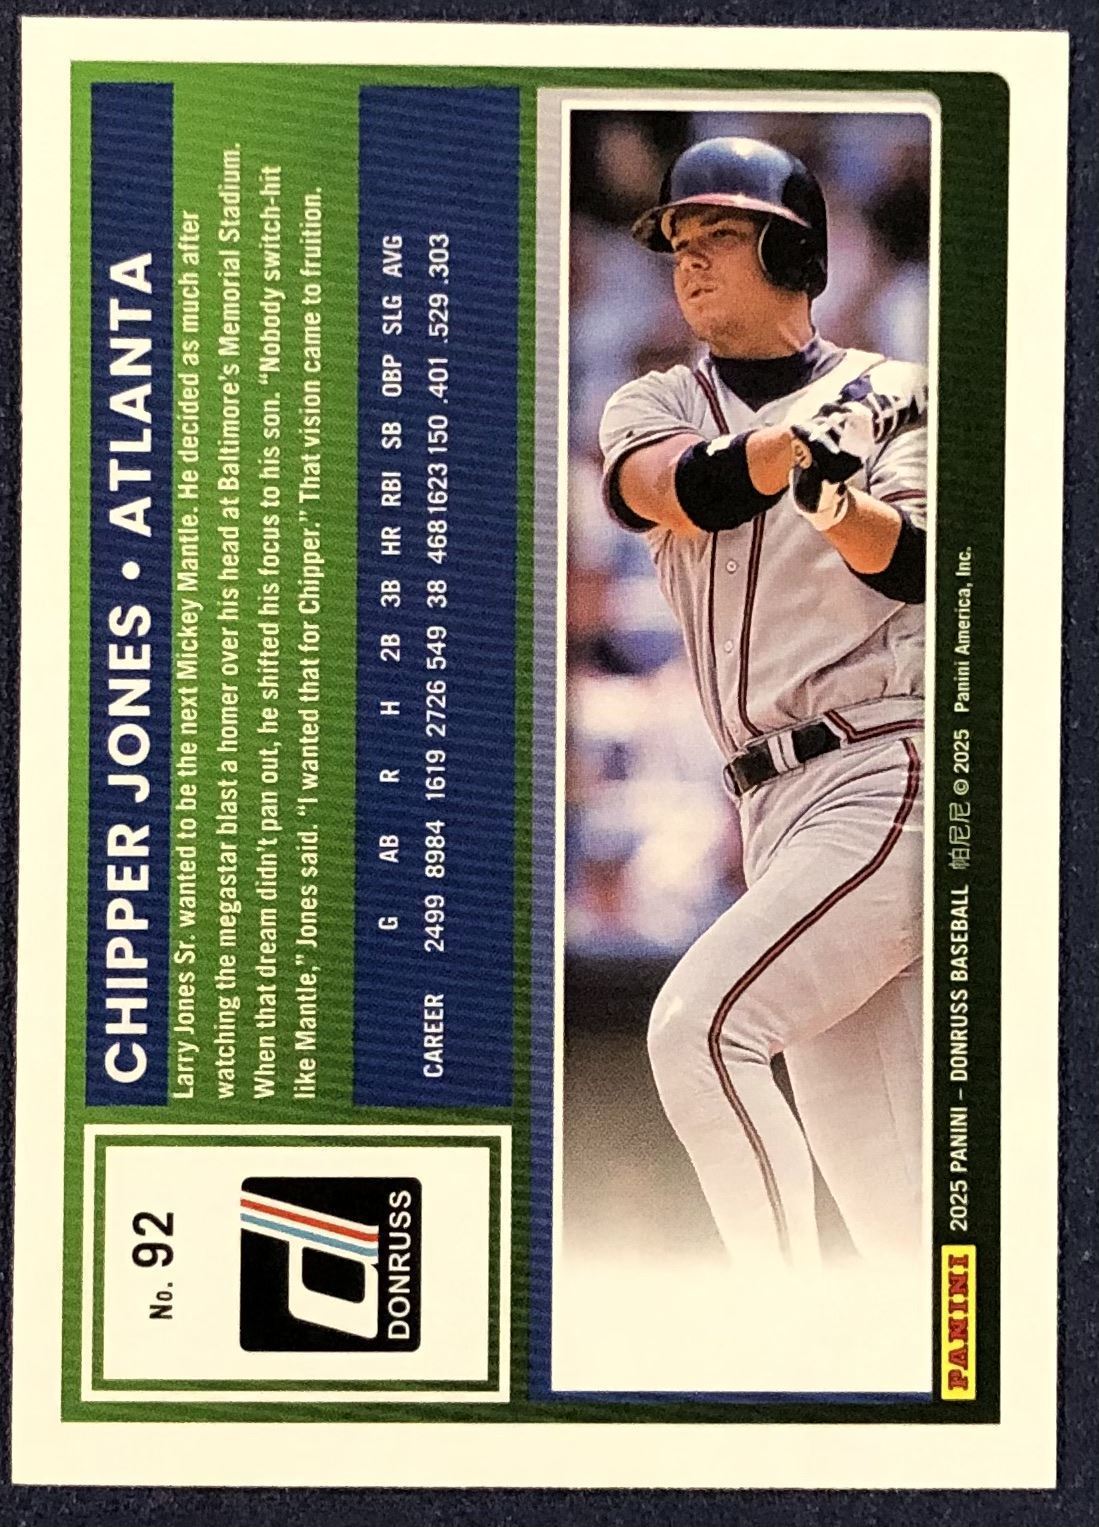 No. 92
DONRUSS
CHIPPER JONES • ATLANTA
Larry Jones Sr. wanted to be the next Mickey Mantle. He decided as much after
watching the megastar blast a homer over his head at Baltimore's Memorial Stadium.
When that dream didn't pan out, he shifted his focus to his son. "Nobody switch-hit
like Mantle," Jones said. "I wanted that for Chipper." That vision came to fruition.
G AB R H 2B 3B HR RBI SB OBP SLG AVG
CAREER 2499 8984 1619 2726 549 38 468 1623 150 .401 .529 .303
PANINI 2025 PANINI – DONRUSS BASEBALL 帕尼尼 © 2025 Panini America, Inc.